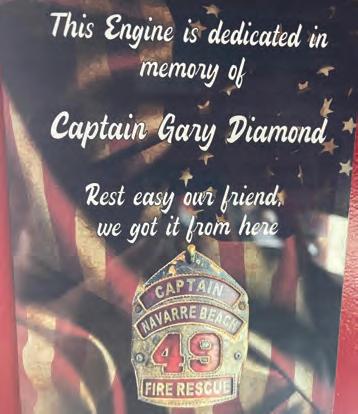 This Engine is dedicated in
memory of
Captain Gary Diamond
Rest easy our friend,
we got it from here
CAPTAIN
NAVARRE BEACH
49
FIRE RESCUE